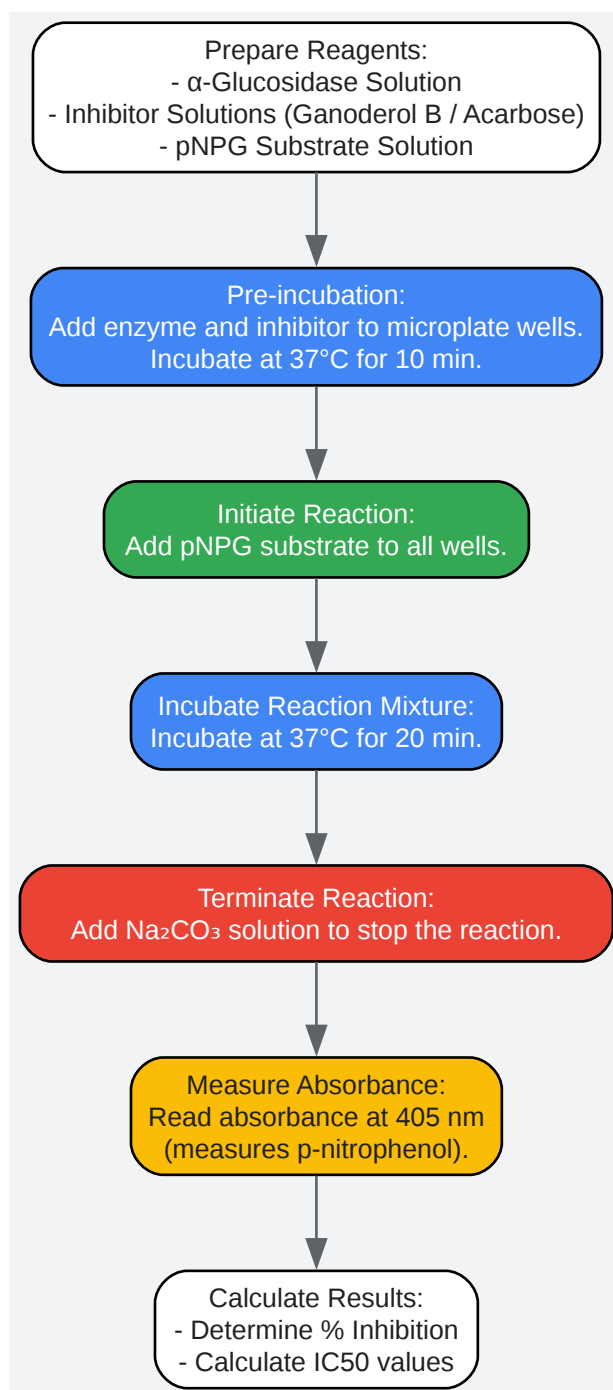 Prepare Reagents:
- α-Glucosidase Solution
- Inhibitor Solutions (Ganoderol B / Acarbose)
- pNPG Substrate Solution
Pre-incubation:
Add enzyme and inhibitor to microplate wells.
Incubate at 37°C for 10 min.
Initiate Reaction:
Add pNPG substrate to all wells.
Incubate Reaction Mixture:
Incubate at 37°C for 20 min.
Terminate Reaction:
Add Na₂CO₃ solution to stop the reaction.
Measure Absorbance:
Read absorbance at 405 nm
(measures p-nitrophenol).
Calculate Results:
- Determine % Inhibition
- Calculate IC50 values